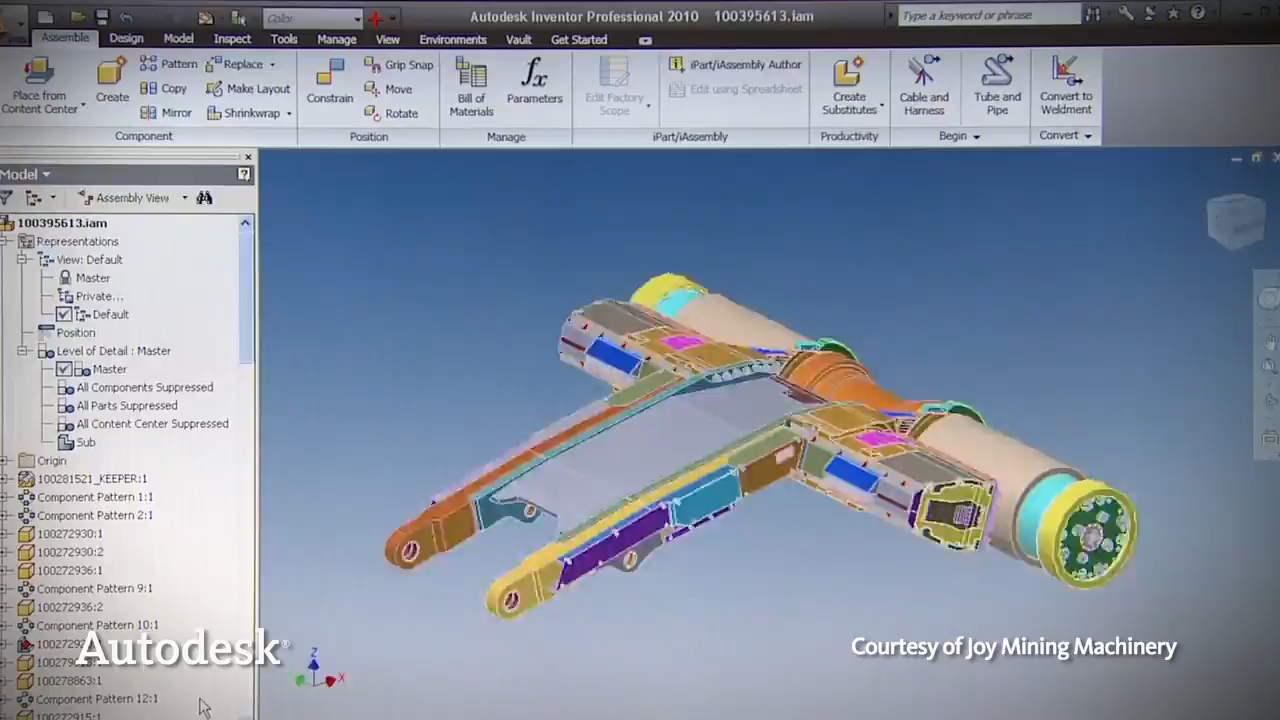 Color
Autodesk Inventor Professional 2010 100395613.iam
Type a keyword or phrase
Assemble Design Model Inspect Tools Manage View Environments Vault Get Started
Place from Content Center
Create
Pattern
Copy
Mirror
Replace
Make Layout
Shrinkwrap
Component
Constrain
Grip Snap
Move
Rotate
Position
Bill of Materials
fx
Parameters
Manage
Edit Factory Scope
iPart/iAssembly Author
Edit using Spreadsheet
iPart/iAssembly
Create Substitutes
Productivity
Cable and Harness
Tube and Pipe
Begin
Convert to Weldment
Convert
Model
Assembly View
100395613.iam
Representations
View: Default
Master
Private...
Default
Position
Level of Detail : Master
Master
All Components Suppressed
All Parts Suppressed
All Content Center Suppressed
Sub
Origin
100281521_KEEPER:1
Component Pattern 1:1
Component Pattern 2:1
100272930:1
100272930:2
100272936:1
Component Pattern 9:1
100272936:2
Component Pattern 10:1
100278863:1
Component Pattern 12:1
100272915:1
Autodesk®
Courtesy of Joy Mining Machinery
Z
X